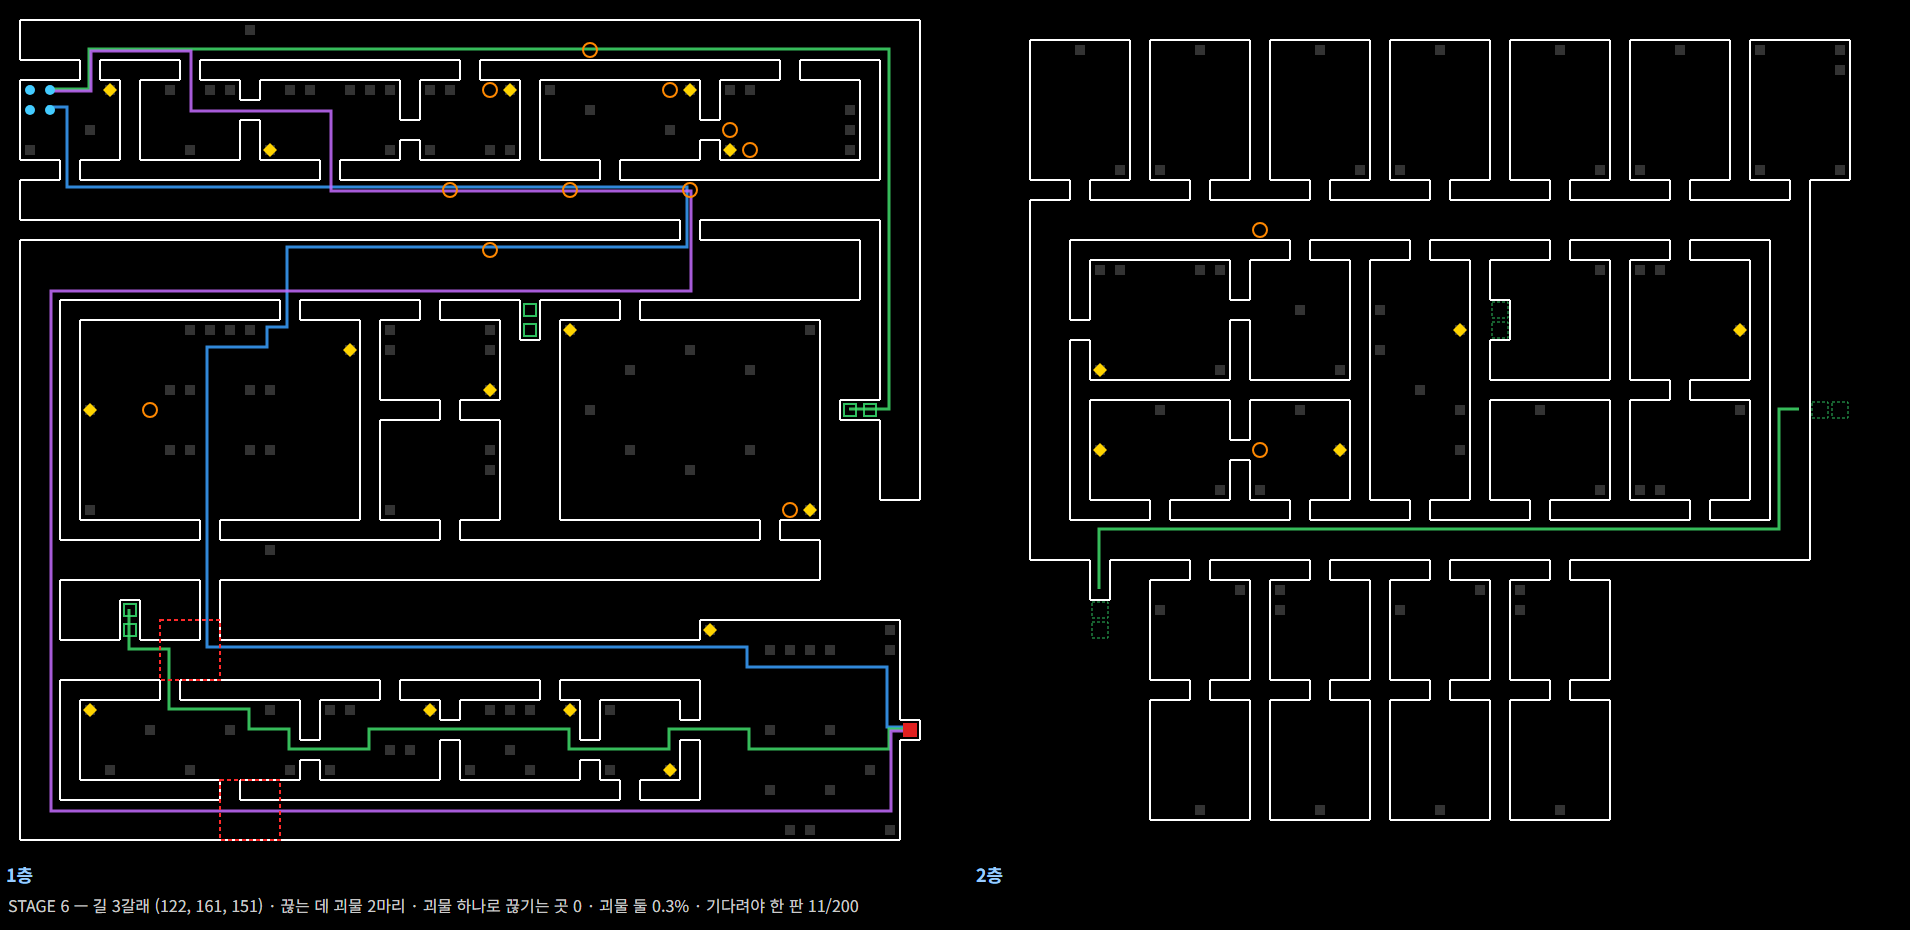 1층
2층
STAGE 6 — 길 3갈래 (122, 161, 151) · 끊는 데 괴물 2마리 · 괴물 하나로 끊기는 곳 0 · 괴물 둘 0.3% · 기다려야 한 판 11/200